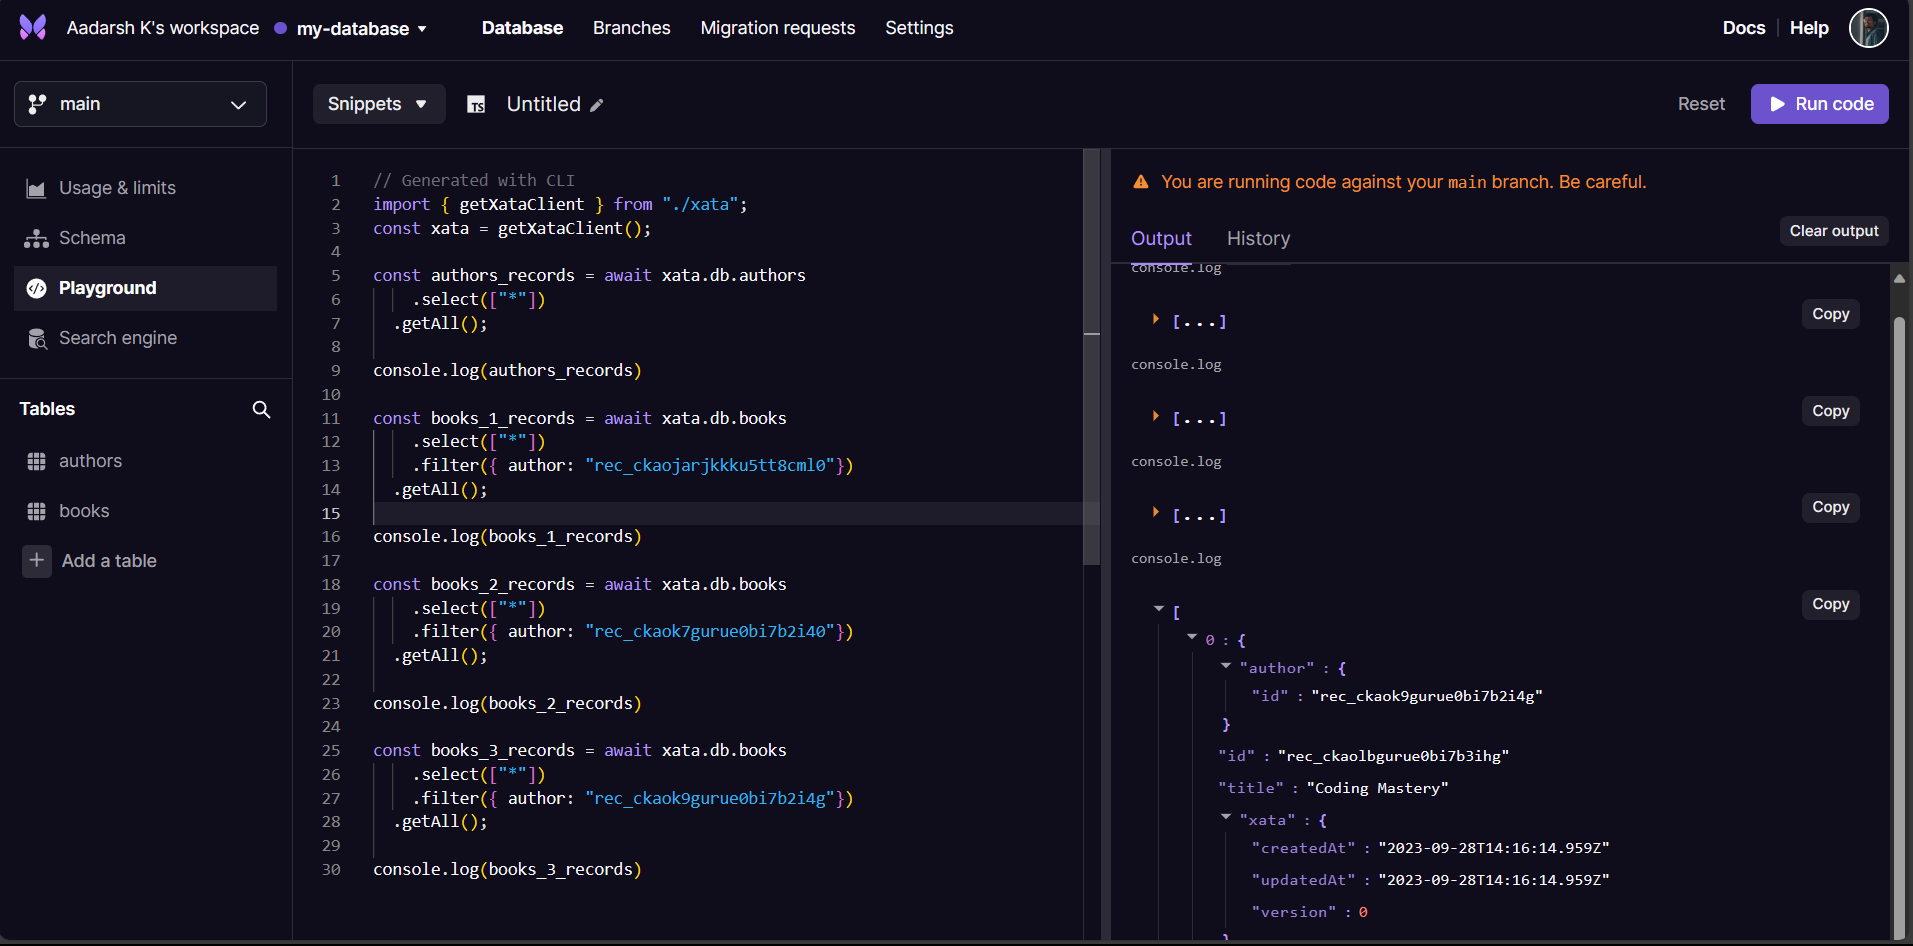 Aadarsh K's workspace my-database Database Branches Migration requests Settings Docs Help
main
Usage & limits
Schema
Playground
Search engine
Tables
authors
books
Add a table
Snippets TS Untitled Reset Run code
1 // Generated with CLI
2 import { getXataClient } from "./xata";
3 const xata = getXataClient();
4
5 const authors_records = await xata.db.authors
6 .select(["*"])
7 .getAll();
8
9 console.log(authors_records)
10
11 const books_1_records = await xata.db.books
12 .select(["*"])
13 .filter({ author: "rec_ckaojarjkkku5tt8cml0"})
14 .getAll();
15
16 console.log(books_1_records)
17
18 const books_2_records = await xata.db.books
19 .select(["*"])
20 .filter({ author: "rec_ckaok7gurue0bi7b2i40"})
21 .getAll();
22
23 console.log(books_2_records)
24
25 const books_3_records = await xata.db.books
26 .select(["*"])
27 .filter({ author: "rec_ckaok9gurue0bi7b2i4g"})
28 .getAll();
29
30 console.log(books_3_records)
You are running code against your main branch. Be careful.
Output History Clear output
console.log
[...] Copy
console.log
[...] Copy
console.log
[...] Copy
console.log
[ Copy
0 : {
"author" : {
"id" : "rec_ckaok9gurue0bi7b2i4g"
}
"id" : "rec_ckaolbgurue0bi7b3ihg"
"title" : "Coding Mastery"
"xata" : {
"createdAt" : "2023-09-28T14:16:14.959Z"
"updatedAt" : "2023-09-28T14:16:14.959Z"
"version" : 0
}